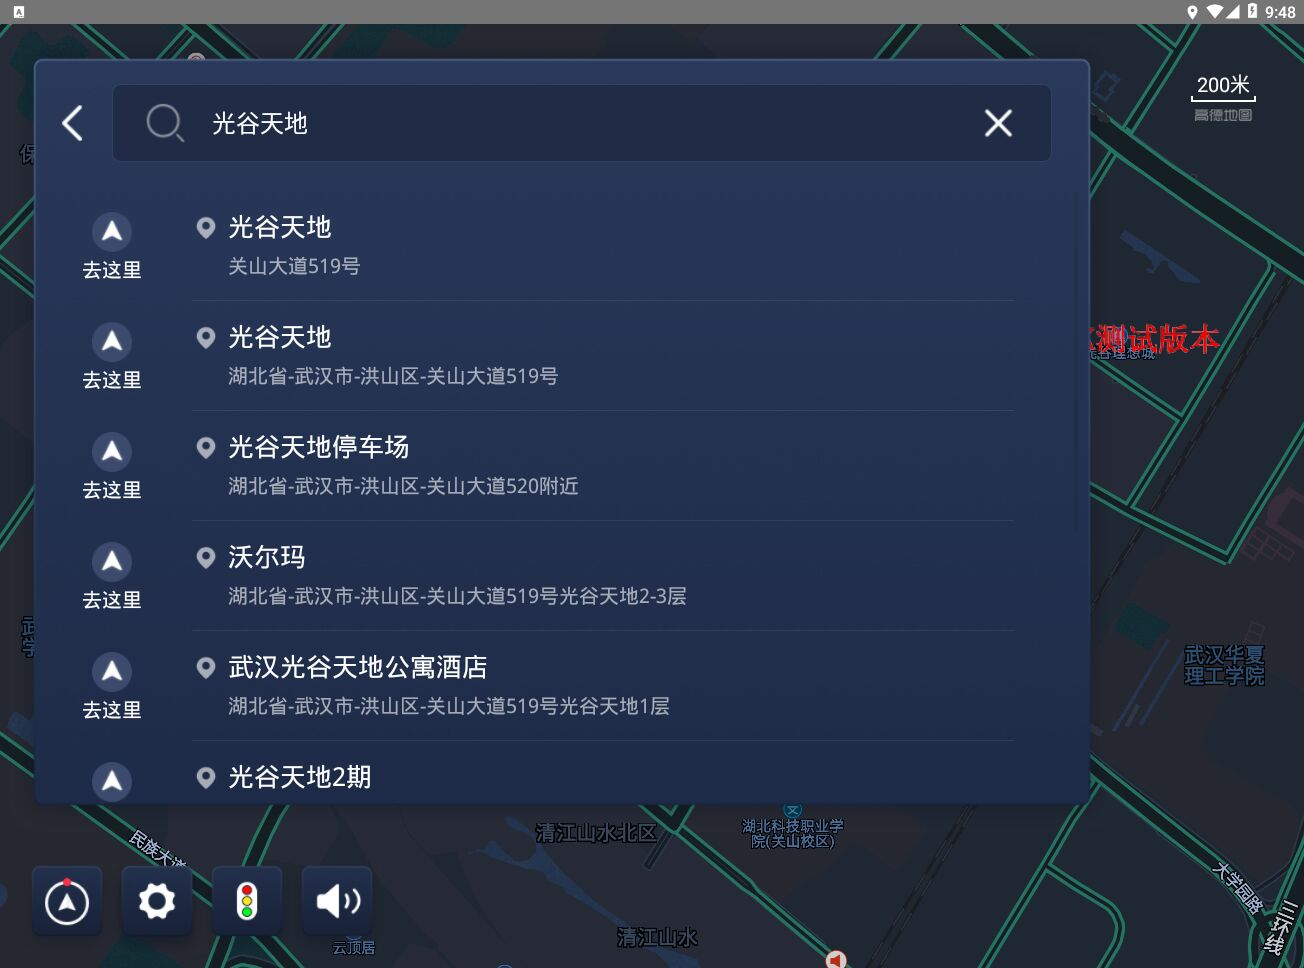 9:48
200米
高德地图
光谷天地
去这里
光谷天地
关山大道519号
去这里
光谷天地
湖北省-武汉市-洪山区-关山大道519号
去这里
光谷天地停车场
湖北省-武汉市-洪山区-关山大道520附近
去这里
沃尔玛
湖北省-武汉市-洪山区-关山大道519号光谷天地2-3层
去这里
武汉光谷天地公寓酒店
湖北省-武汉市-洪山区-关山大道519号光谷天地1层
光谷天地2期
测试版本
光谷理想城
武汉华夏
理工学院
民族大道
清江山水北区
湖北科技职业学
院(关山校区)
大学园路
三环线
清江山水
云顶居